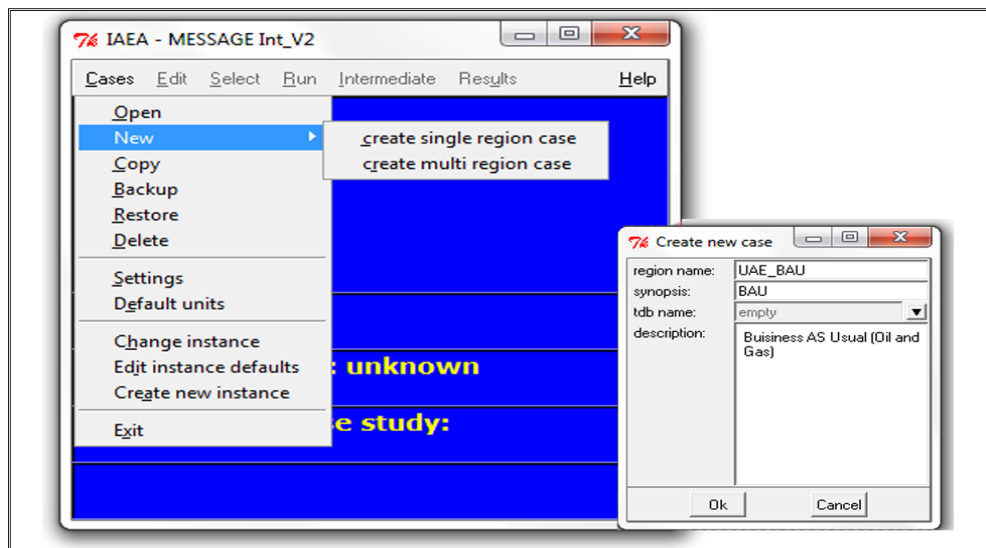 IAEA - MESSAGE Int_V2
Cases Edit Select Run Intermediate Results Help
Open
New
create single region case
create multi region case
Copy
Backup
Restore
Delete
Settings
Default units
Change instance
Edit instance defaults
Create new instance
Exit
: unknown
e study:
Create new case
region name: UAE_BAU
synopsis: BAU
tdb name: empty
description: Buisiness AS Usual (Oil and
Gas)
Ok Cancel